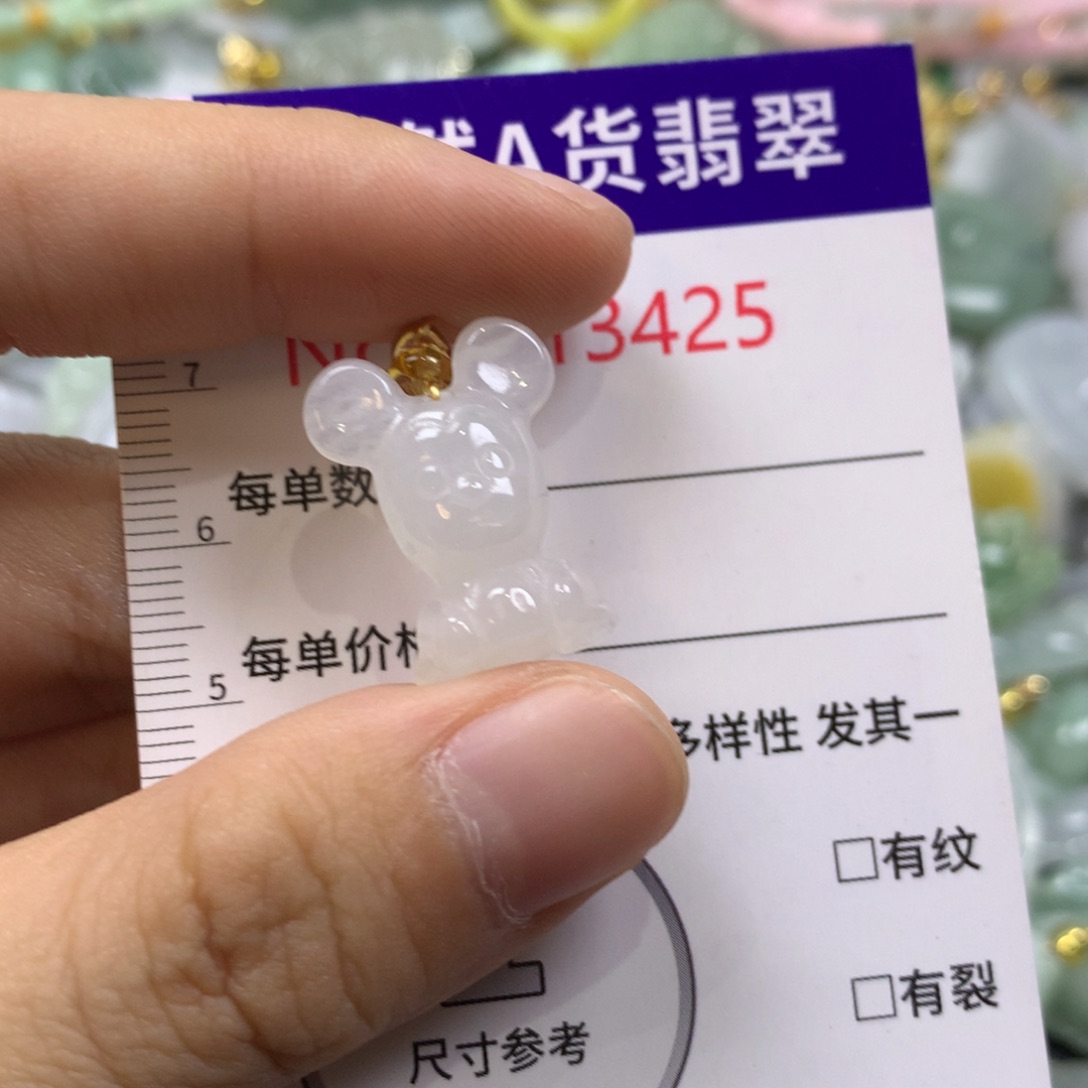 A货翡翠
3425
7
每单数
6
每单价
5
多样性 发其一
□有纹
□有裂
尺寸参考